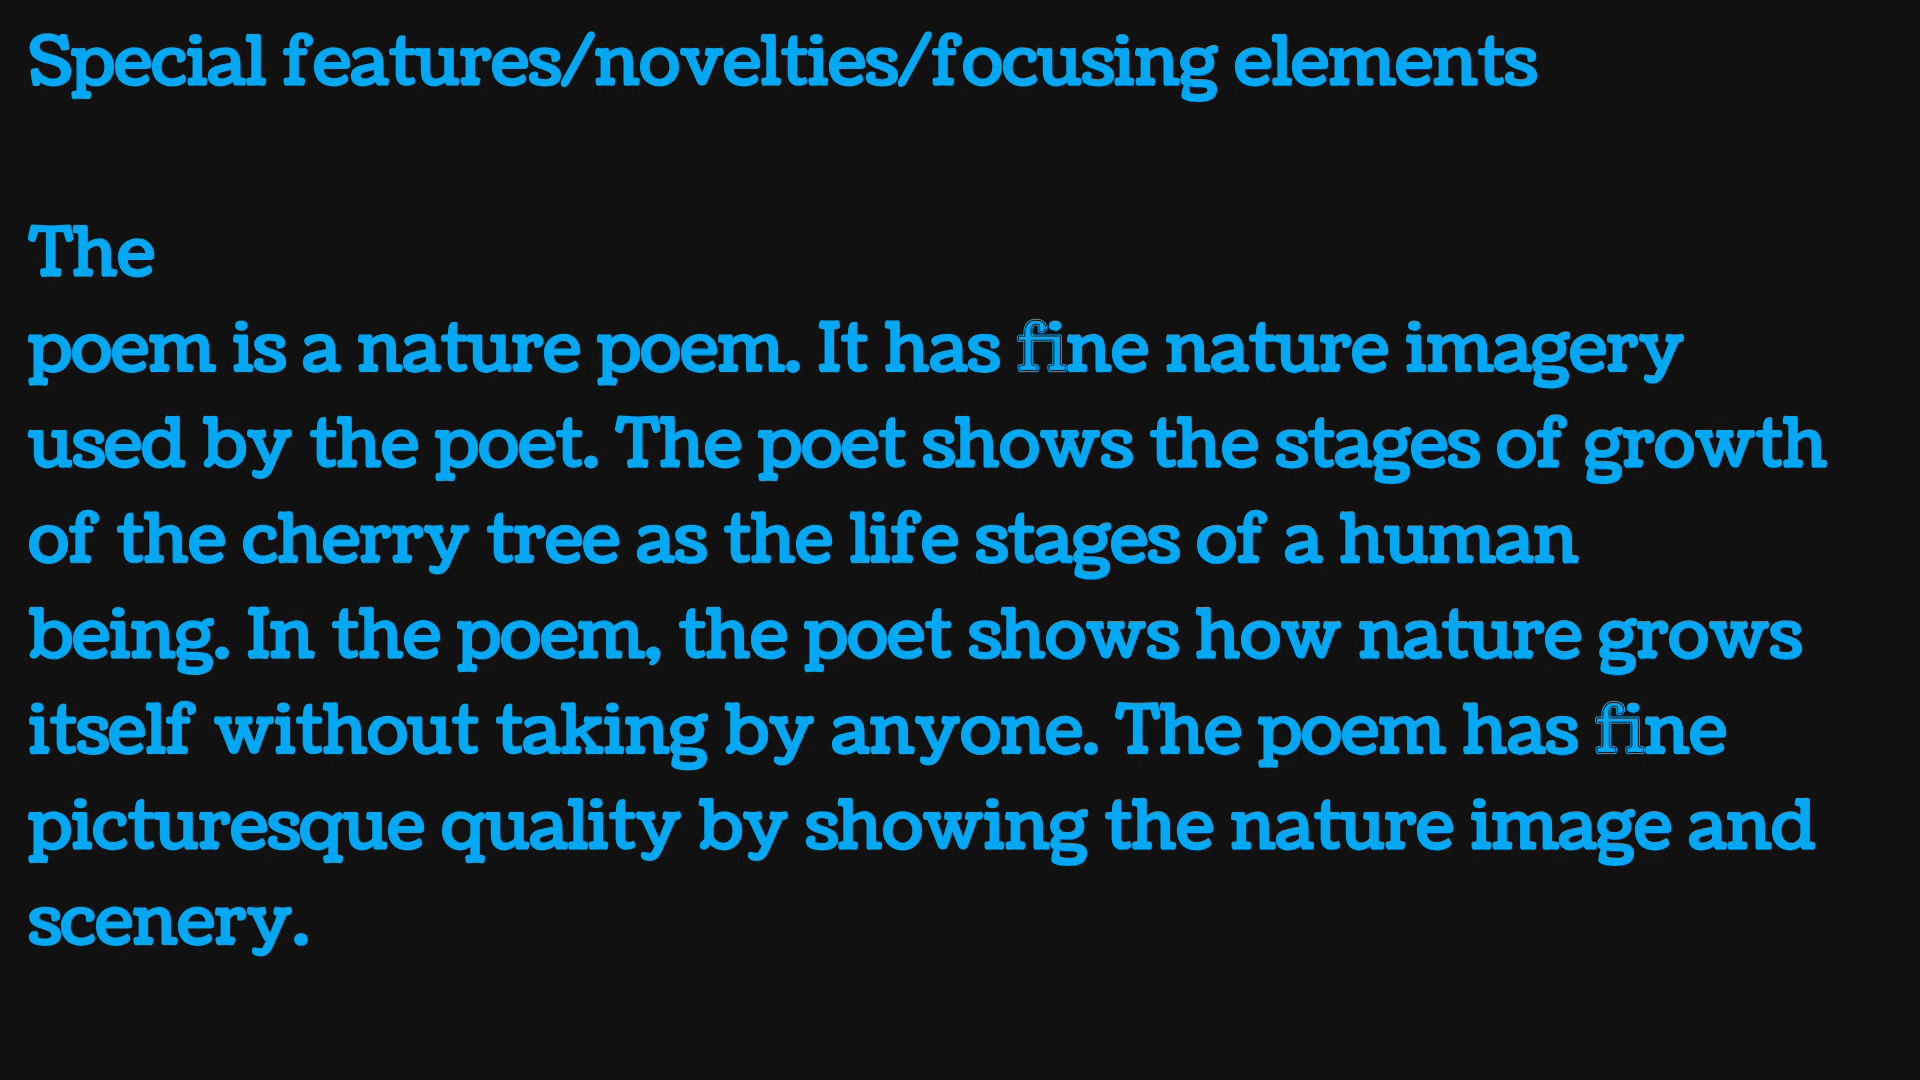 Special features/novelties/focusing elements
The
poem is a nature poem. It has fine nature imagery
used by the poet. The poet shows the stages of growth
of the cherry tree as the life stages of a human
being. In the poem, the poet shows how nature grows
itself without taking by anyone. The poem has fine
picturesque quality by showing the nature image and
scenery.